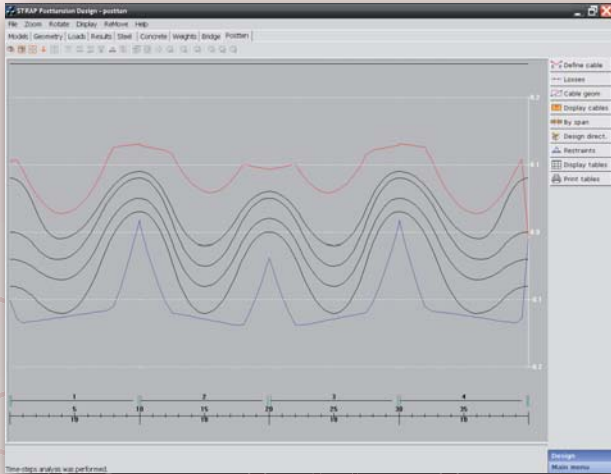 STRAP Posttension Design - postten
File Zoom Rotate Display ReMove Help
Models Geometry Loads Results Steel Concrete Weights Bridge Postten
Define cable
Losses
Cable geom
Display cables
By span
Design direct.
Restraints
Display tables
Print tables
0.2
0.1
0.0
-0.1
-0.2
1 2 3 4
5 10 15 20 25 30 35
Time-steps analysis was performed.
Design
Main menu